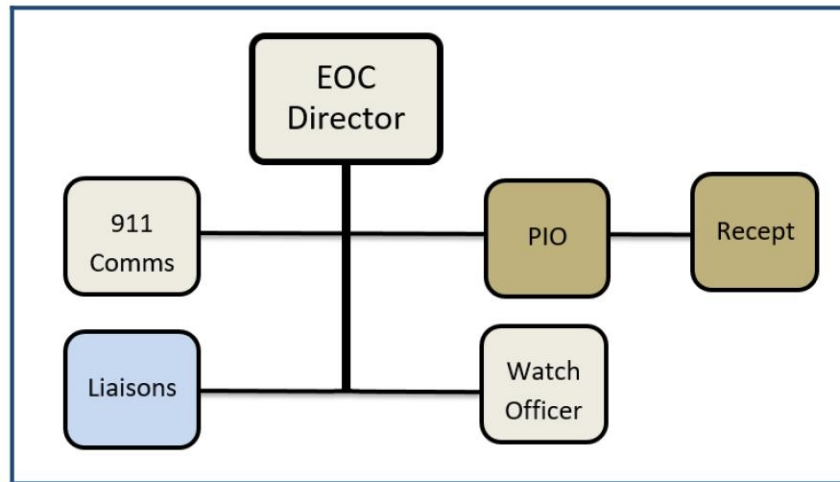 EOC
Director
911
Comms
PIO
Recept
Liaisons
Watch
Officer